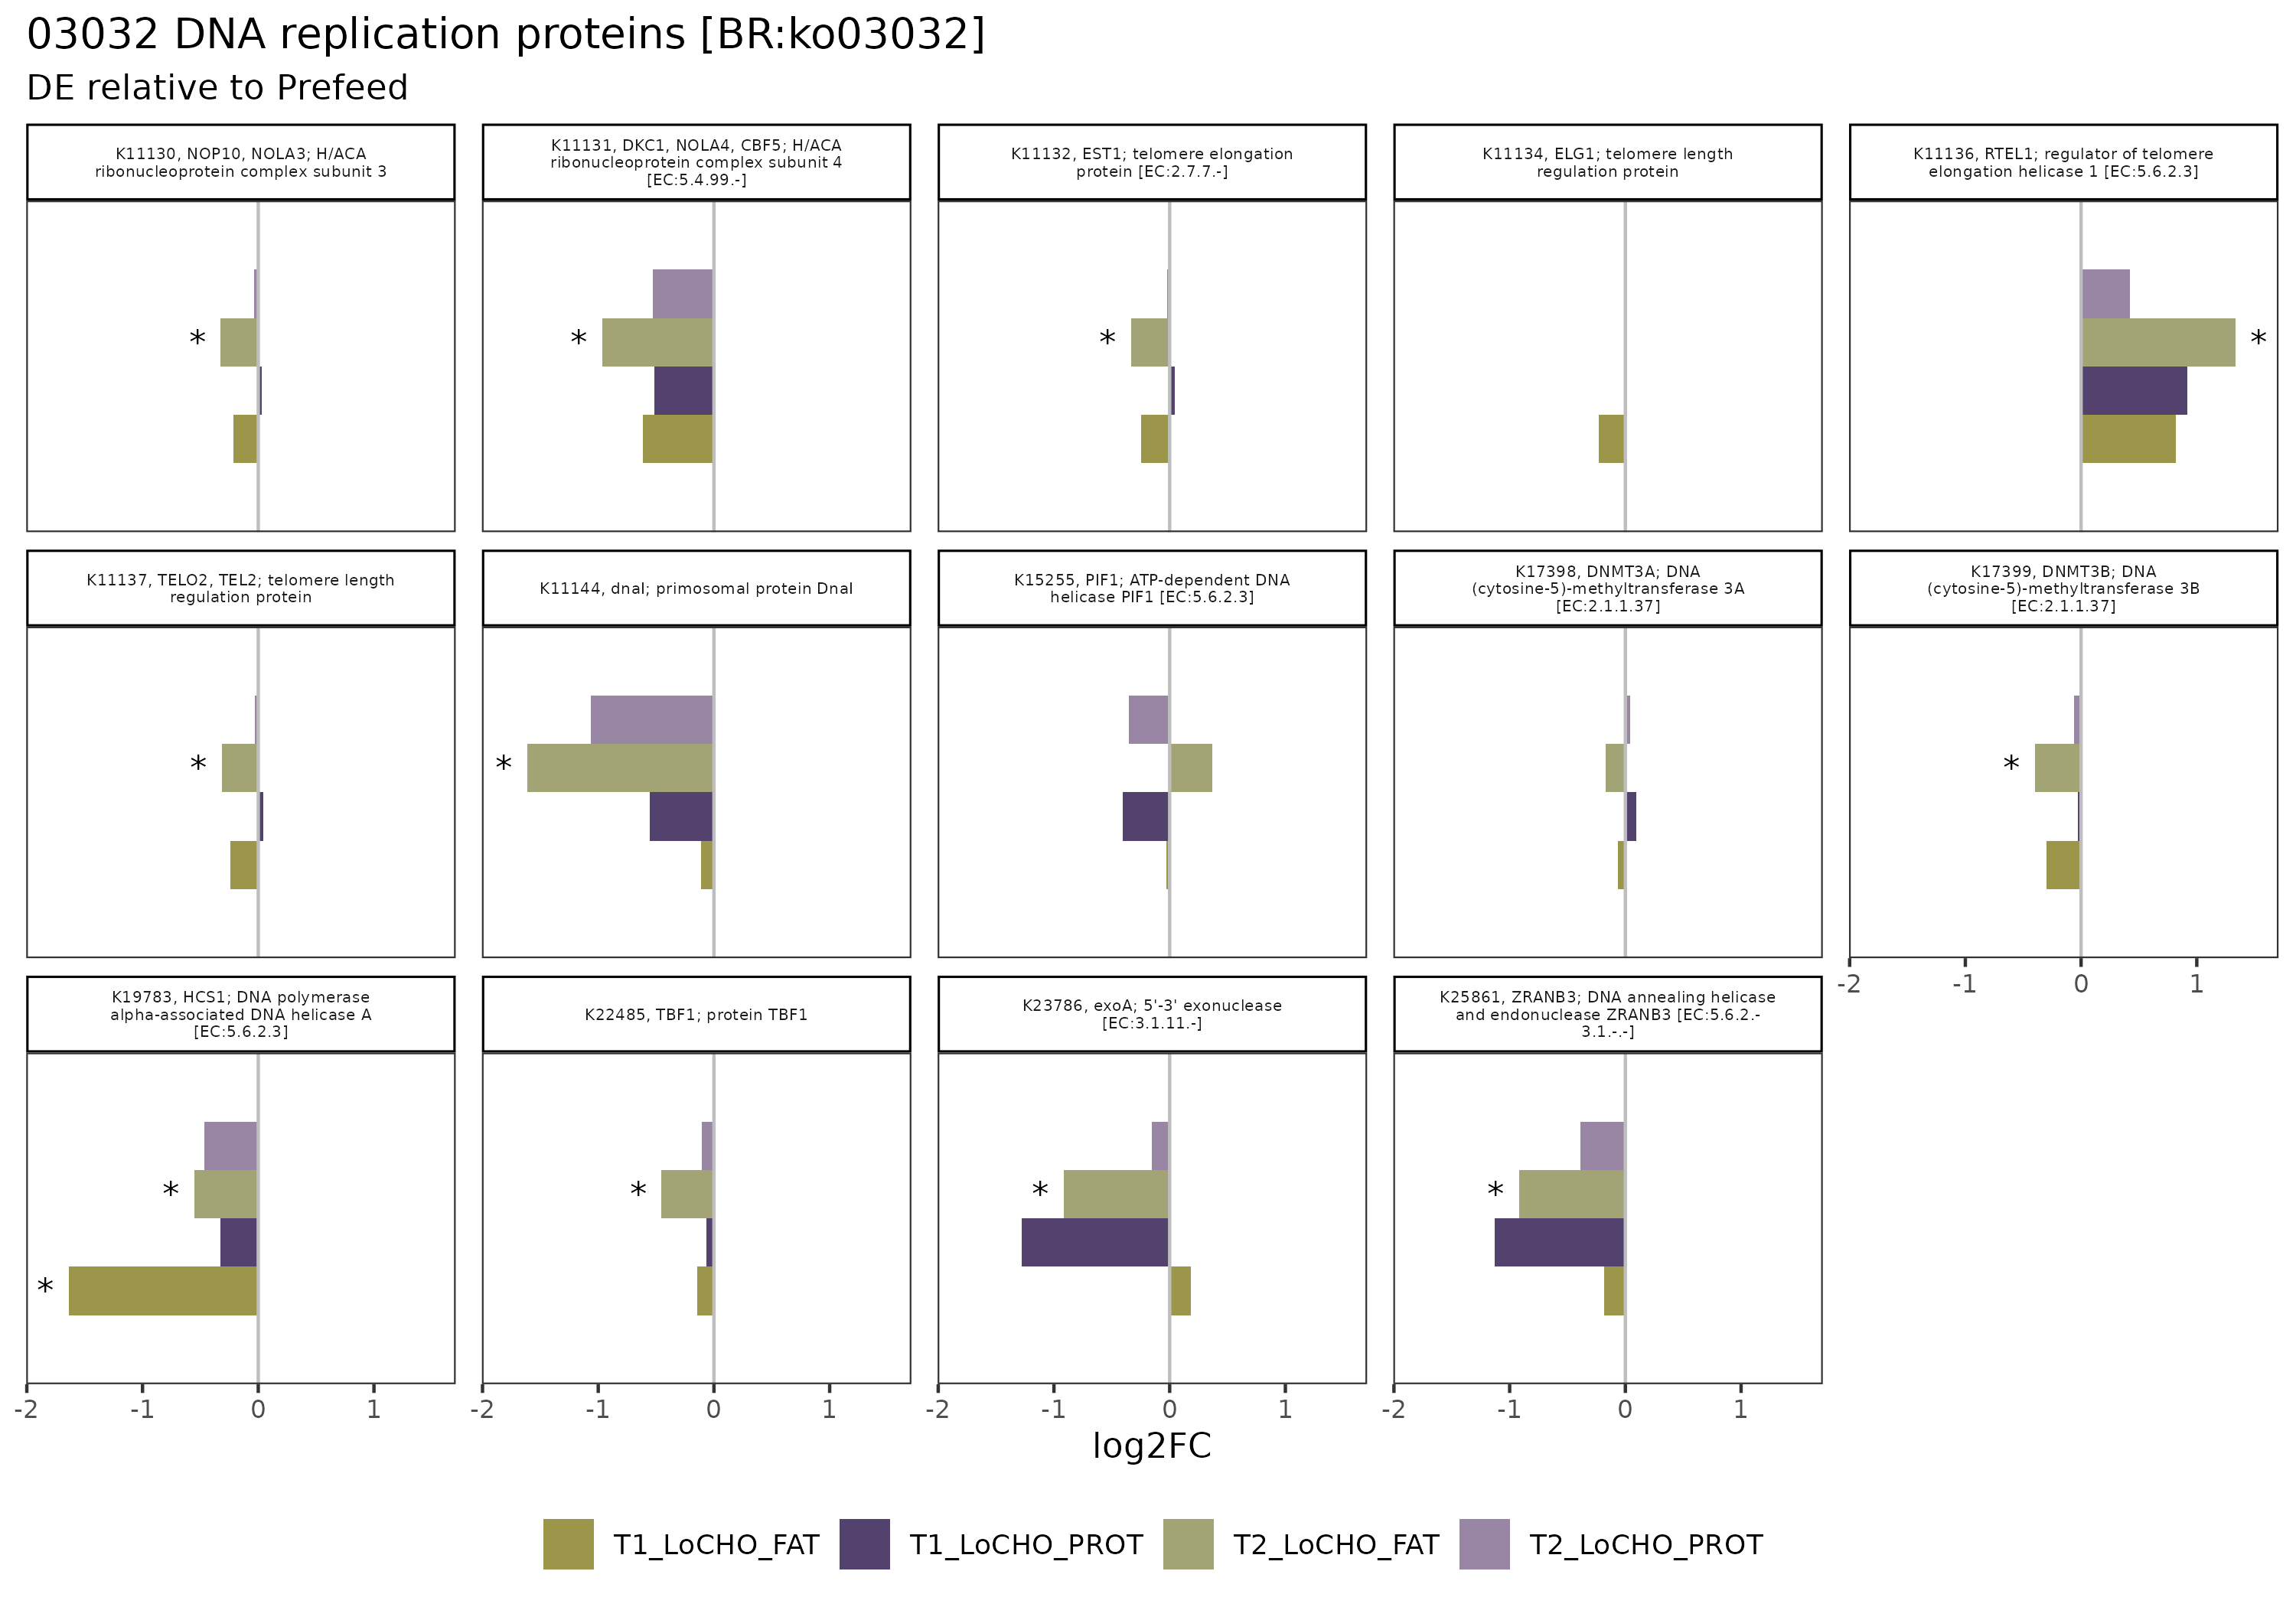 03032 DNA replication proteins [BR:ko03032]
DE relative to Prefeed
K11130, NOP10, NOLA3; H/ACA
ribonucleoprotein complex subunit 3
K11131, DKC1, NOLA4, CBF5; H/ACA
ribonucleoprotein complex subunit 4
[EC:5.4.99.-]
K11132, EST1; telomere elongation
protein [EC:2.7.7.-]
K11134, ELG1; telomere length
regulation protein
K11136, RTEL1; regulator of telomere
elongation helicase 1 [EC:5.6.2.3]
*
*
*
*
K11137, TELO2, TEL2; telomere length
regulation protein
K11144, dnaI; primosomal protein DnaI
K15255, PIF1; ATP-dependent DNA
helicase PIF1 [EC:5.6.2.3]
K17398, DNMT3A; DNA
(cytosine-5)-methyltransferase 3A
[EC:2.1.1.37]
K17399, DNMT3B; DNA
(cytosine-5)-methyltransferase 3B
[EC:2.1.1.37]
*
*
*
-2 -1 0 1
K19783, HCS1; DNA polymerase
alpha-associated DNA helicase A
[EC:5.6.2.3]
K22485, TBF1; protein TBF1
K23786, exoA; 5'-3' exonuclease
[EC:3.1.11.-]
K25861, ZRANB3; DNA annealing helicase
and endonuclease ZRANB3 [EC:5.6.2.-
3.1.-.-]
*
*
*
*
*
-2 -1 0 1
-2 -1 0 1
-2 -1 0 1
-2 -1 0 1
log2FC
T1_LoCHO_FAT
T1_LoCHO_PROT
T2_LoCHO_FAT
T2_LoCHO_PROT